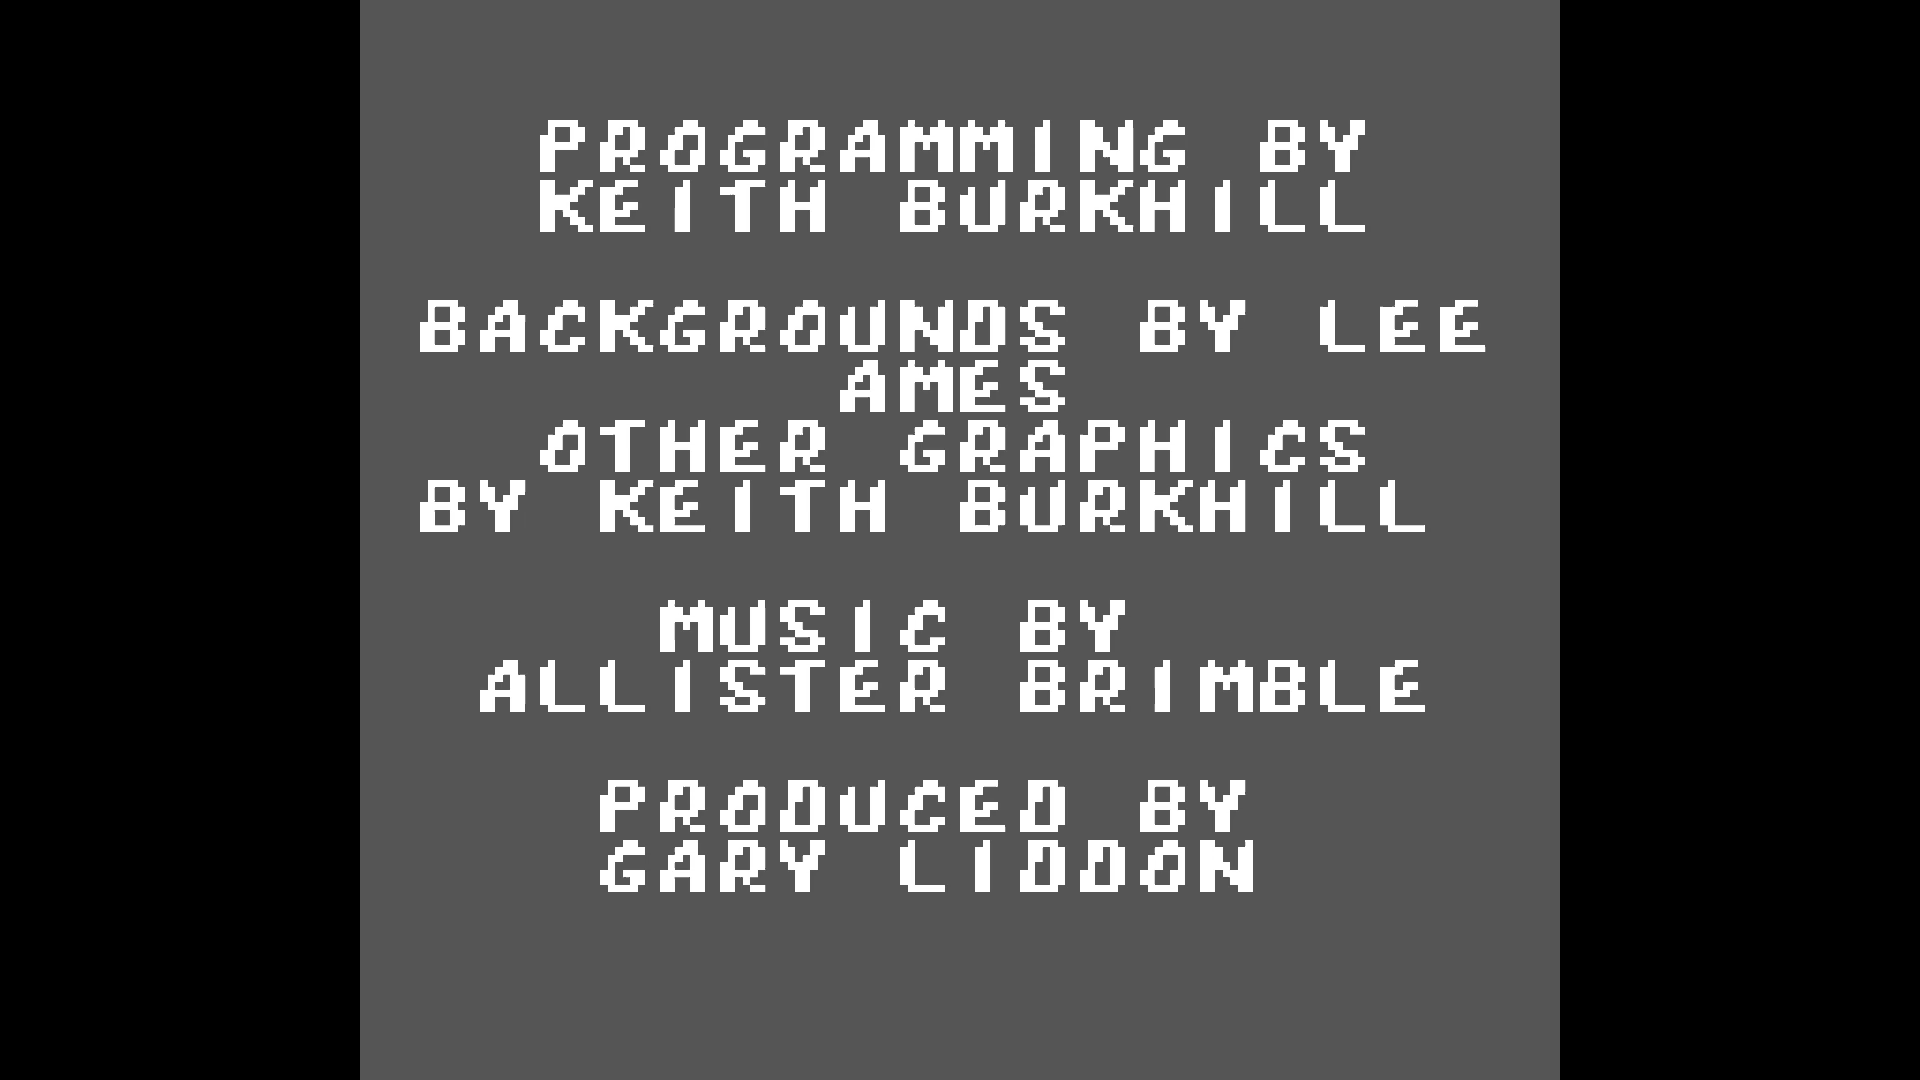 PROGRAMMING BY
KEITH BURKHILL
BACKGROUNDS BY LEE
AMES
OTHER GRAPHICS
BY KEITH BURKHILL
MUSIC BY
ALLISTER BRIMBLE
PRODUCED BY
GARY LIDDON